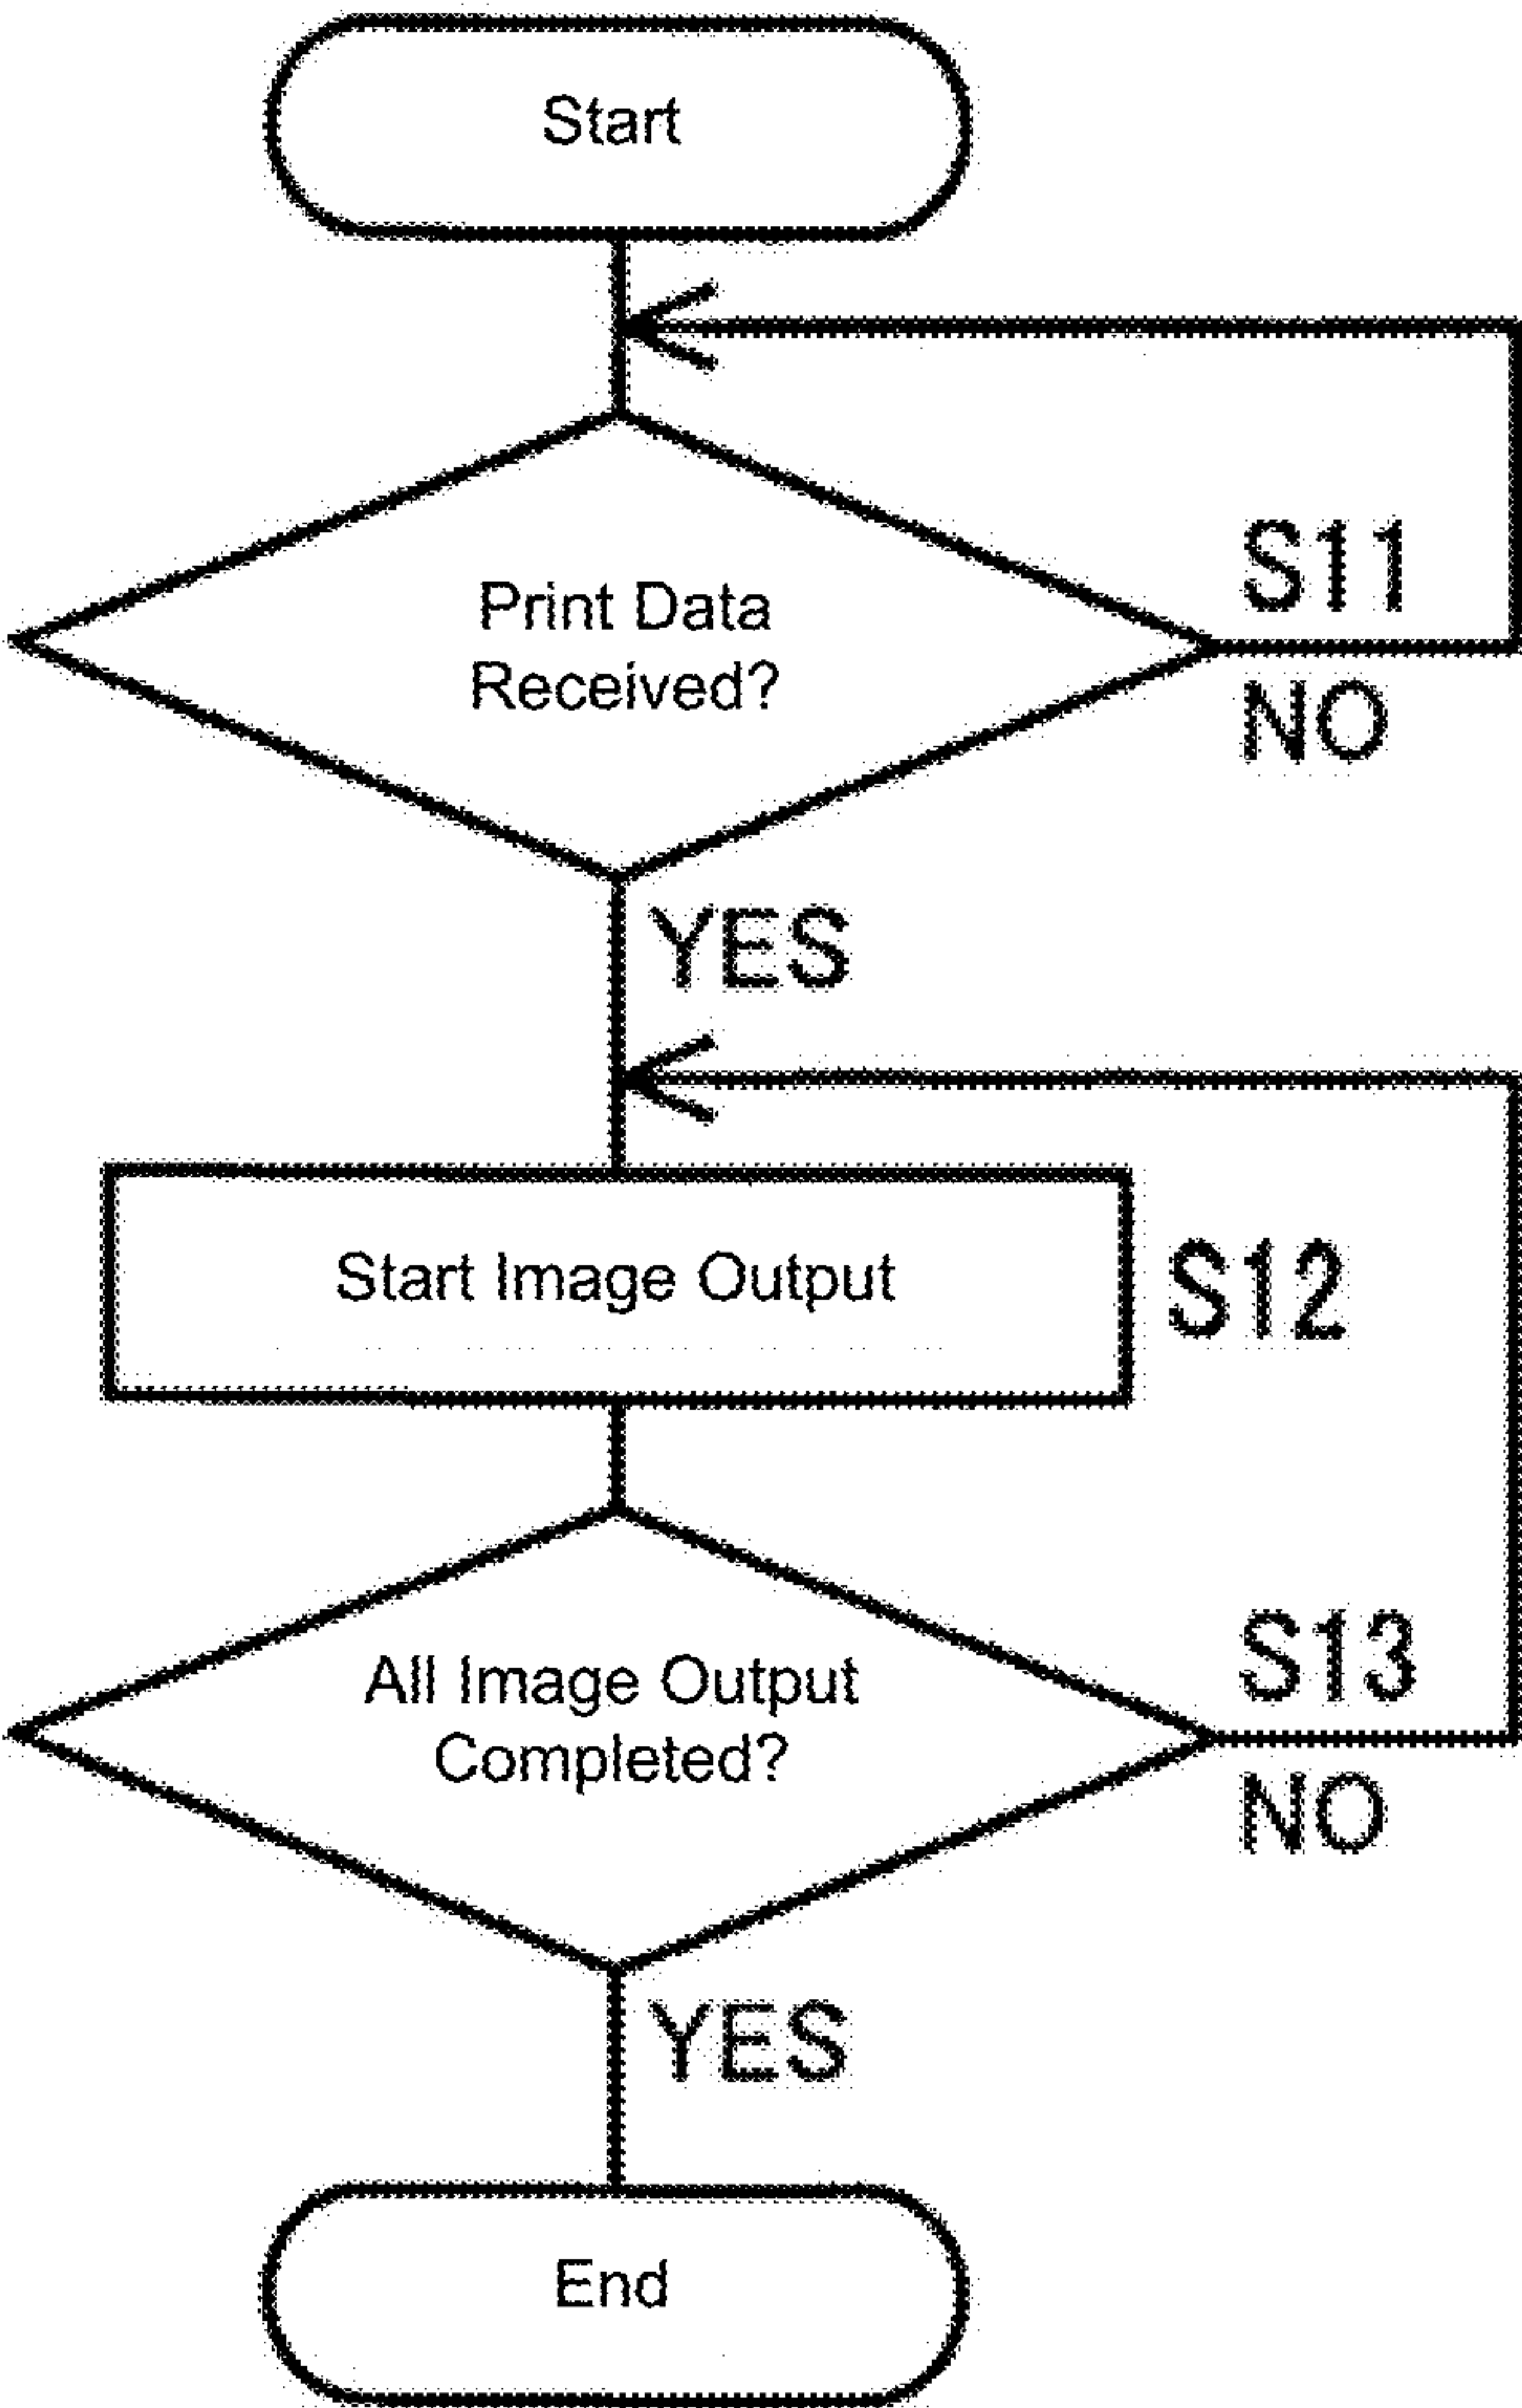 Start
Print Data
Received?
S11
NO
YES
Start Image Output
S12
All Image Output
Completed?
S13
NO
YES
End